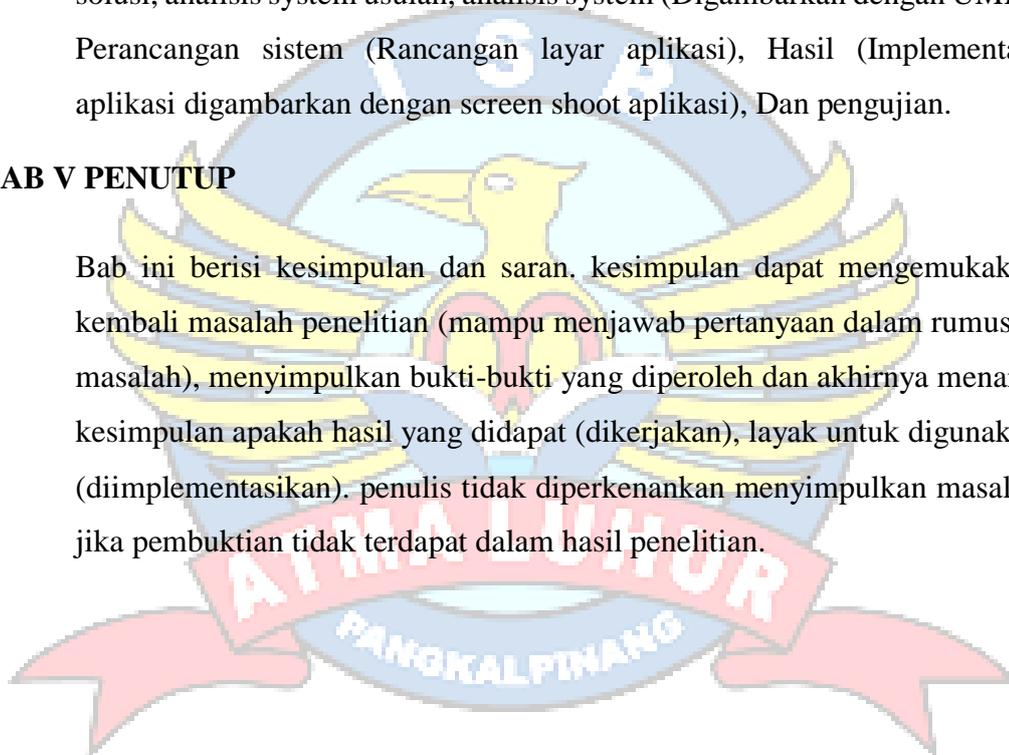 solusi, analisis system usulan, analisis system (Digambarkan dengan UML
Perancangan sistem (Rancangan layar aplikasi), Hasil (Implementa
aplikasi digambarkan dengan screen shoot aplikasi), Dan pengujian.
AB V PENUTUP
Bab ini berisi kesimpulan dan saran. kesimpulan dapat mengemukak
kembali masalah penelitian (mampu menjawab pertanyaan dalam rumus
masalah), menyimpulkan bukti-bukti yang diperoleh dan akhirnya mena
kesimpulan apakah hasil yang didapat (dikerjakan), layak untuk digunak
(diimplementasikan). penulis tidak diperkenankan menyimpulkan masal
jika pembuktian tidak terdapat dalam hasil penelitian.
I S B
ATMA LUHUR
PANGKALPINANG